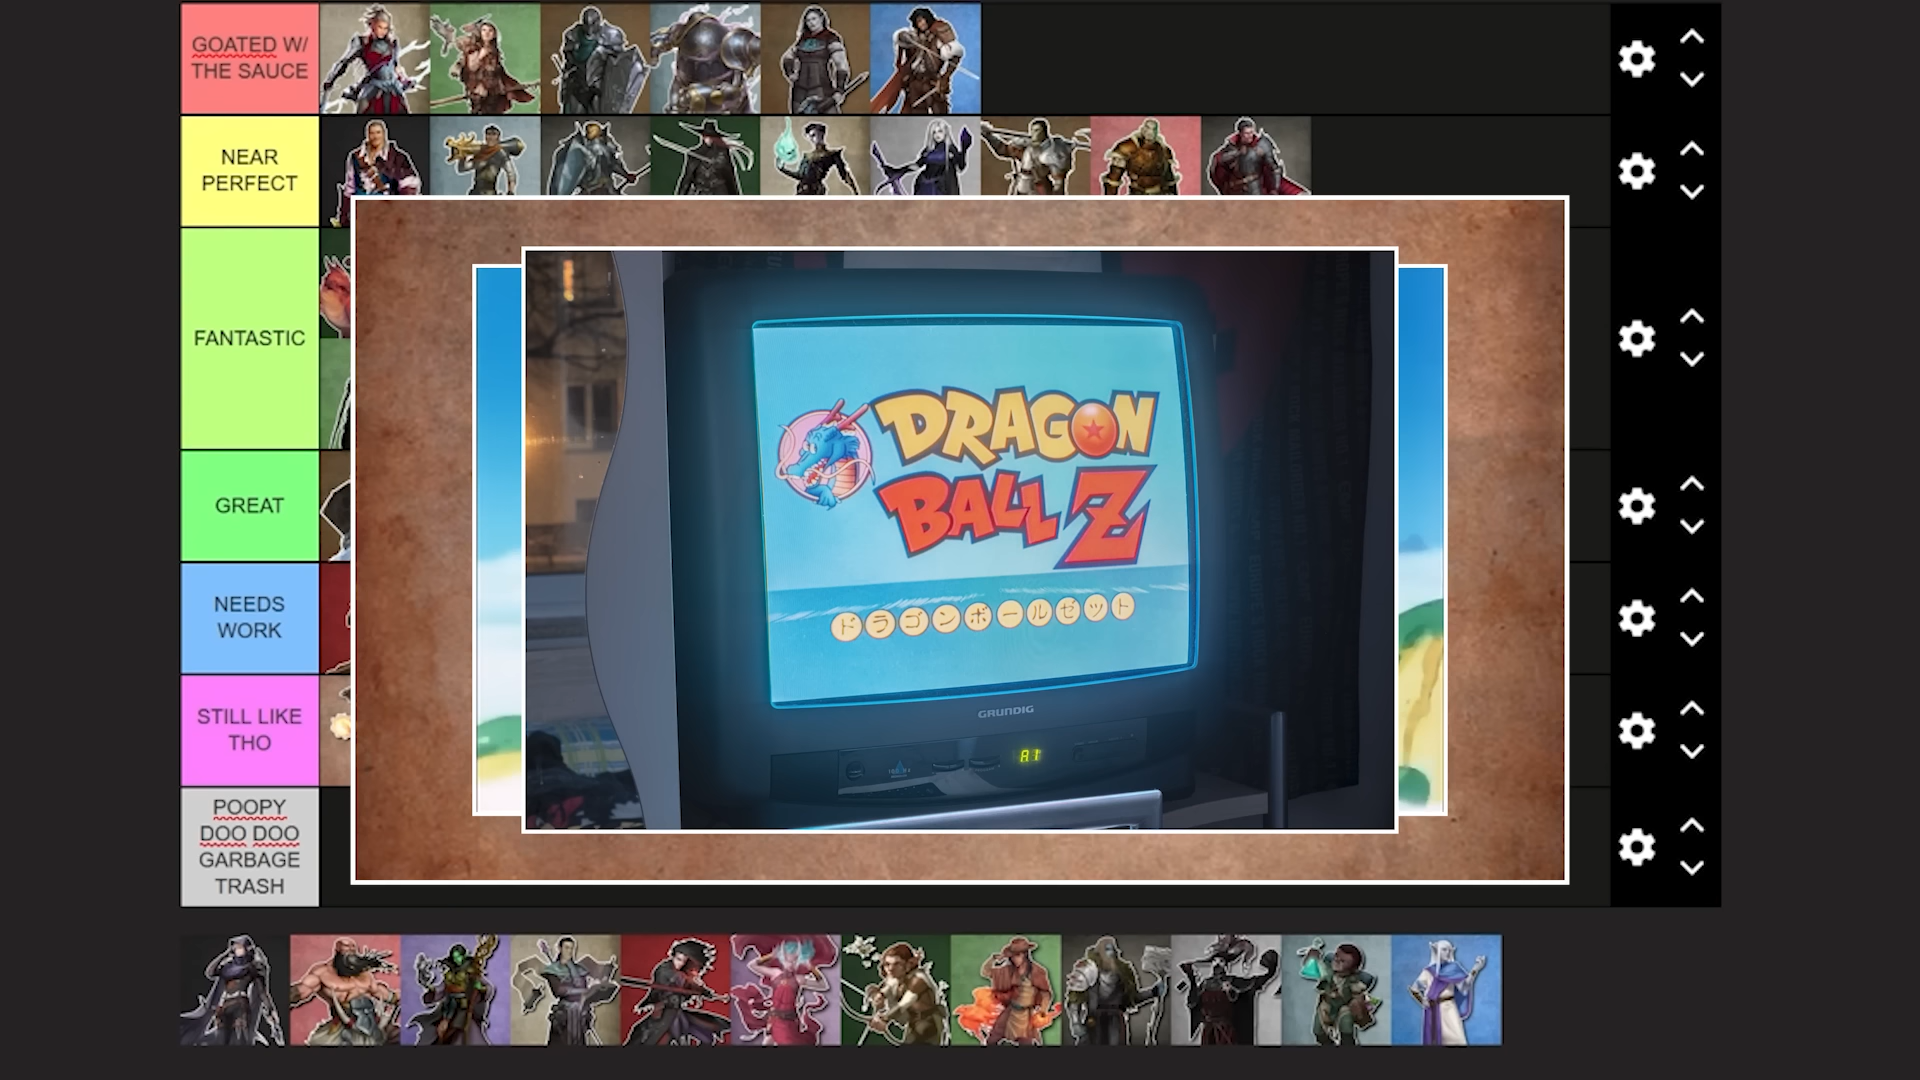 GOATED W/
THE SAUCE
NEAR
PERFECT
FANTASTIC
GREAT
NEEDS
WORK
STILL LIKE
THO
POOPY
DOO DOO
GARBAGE
TRASH
DRAGON
BALL Z
ドラゴンボールゼット
GRUNDIG
A1